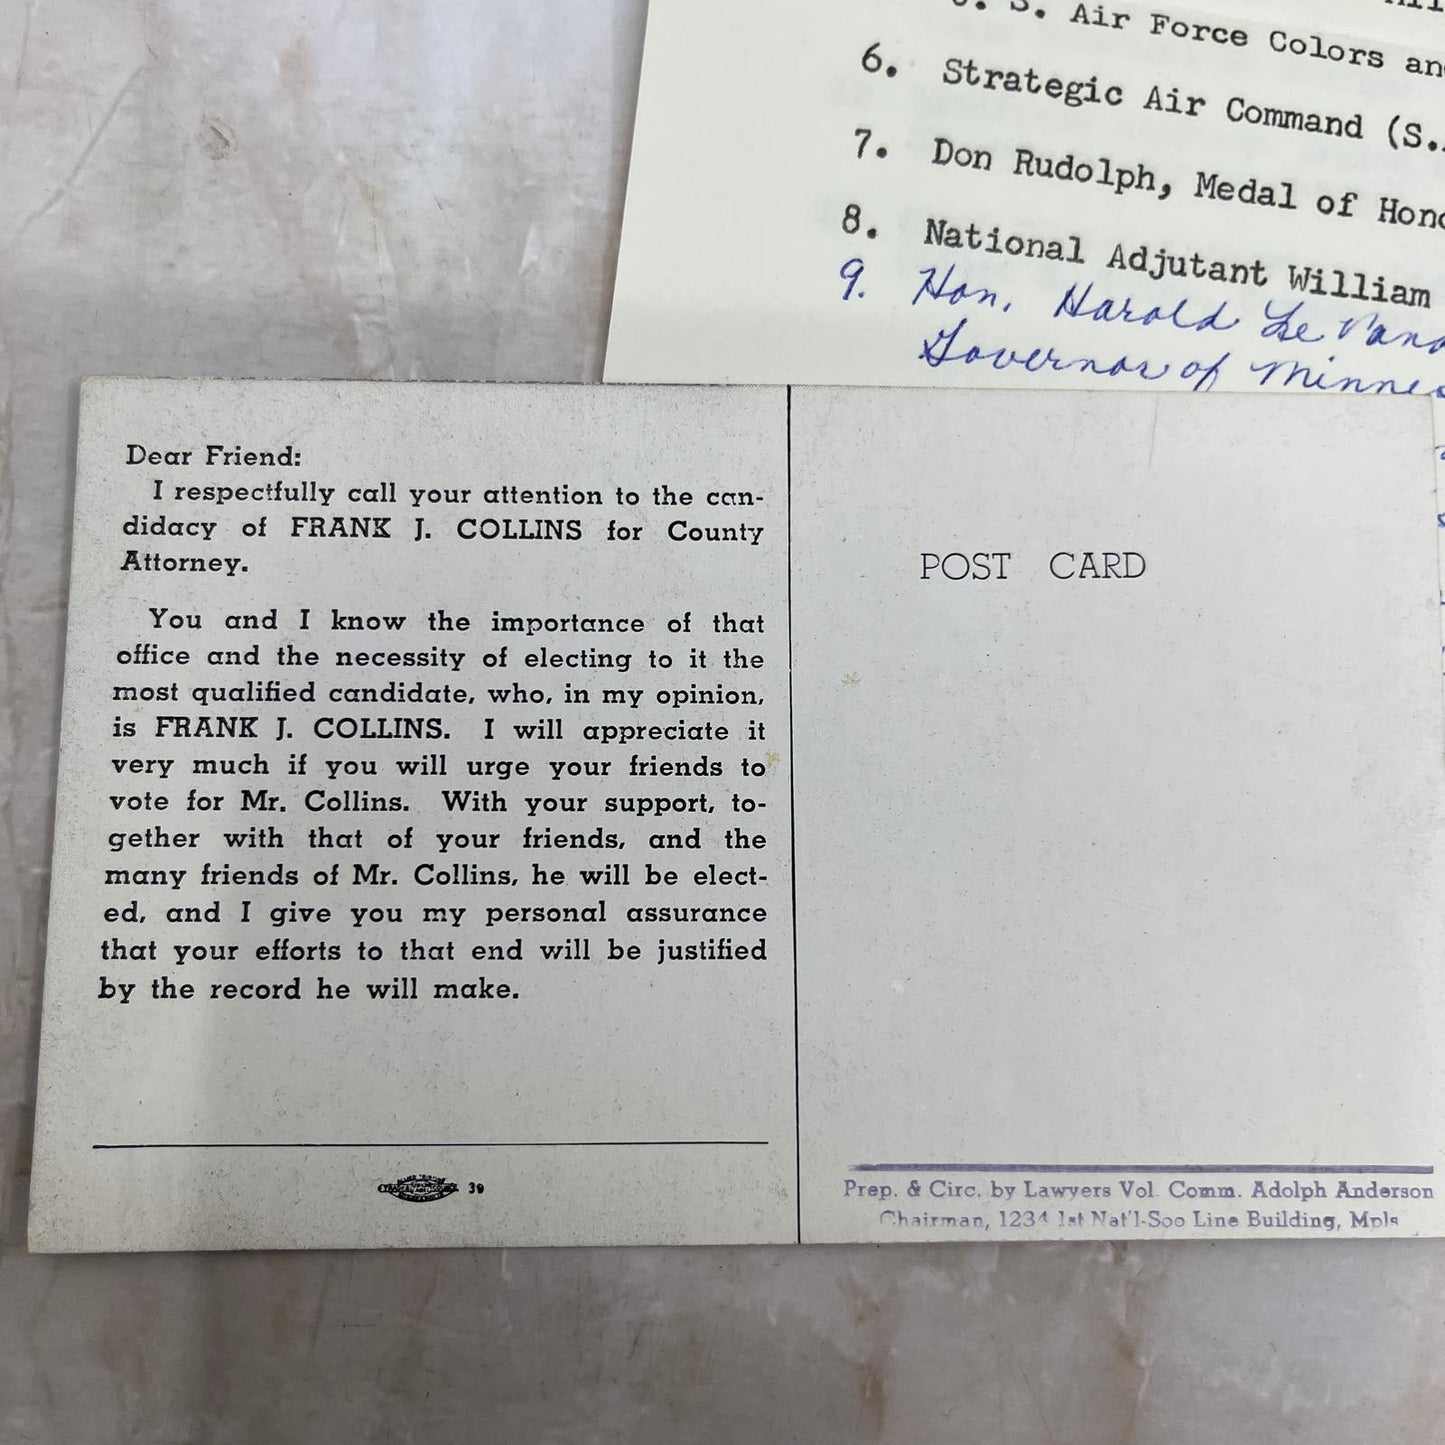 S. Air Force Colors
6. Strategic Air Command (S.
7. Don Rudolph, Medal of
8. National Adjutant William
9. Hon. Harold Le
Governor of
Dear Friend:
I respectfully call your attention to the can-
didacy of FRANK J. COLLINS for County
Attorney.
You and I know the importance of that
office and the necessity of electing to it the
most qualified candidate, who, in my opinion,
is FRANK J. COLLINS. I will appreciate it
very much if you will urge your friends to
vote for Mr. Collins. With your support, to-
gether with that of your friends, and the
many friends of Mr. Collins, he will be elect-
ed, and I give you my personal assurance
that your efforts to that end will be justified
by the record he will make.
39
POST CARD
Prep. & Circ. by Lawyers Vol. Comm. Adolph Anderson
Chairman, 1234 1st Nat'l-Soo Line Building, Mpls